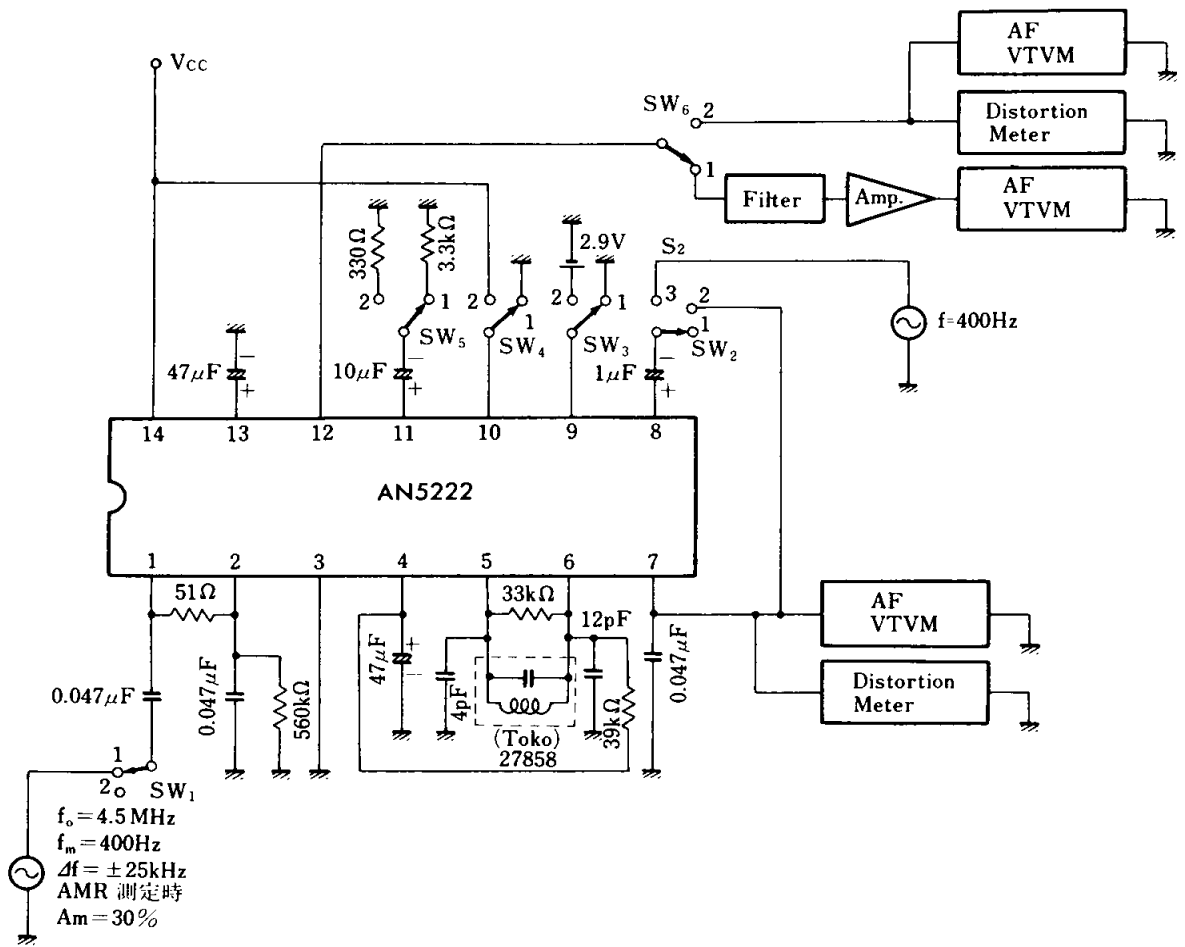 AF
VTVM
Distortion
Meter
AF
VTVM
Vcc
SW₆
2
1
Filter
Amp.
330Ω
3.3kΩ
2.9V
S₂
2
1
SW₅
2
1
SW₄
2
1
SW₃
3
2
1
SW₂
f=400Hz
47μF
−
+
10μF
−
+
1μF
−
+
14
13
12
11
10
9
8
AN5222
1
2
3
4
5
6
7
51Ω
33kΩ
12pF
0.047μF
0.047μF
560kΩ
47μF
+
−
4pF
39kΩ
0.047μF
(Toko)
27858
AF
VTVM
Distortion
Meter
1
2
SW₁
f₀=4.5MHz
fₘ=400Hz
Δf=±25kHz
AMR 測定時
Am=30%